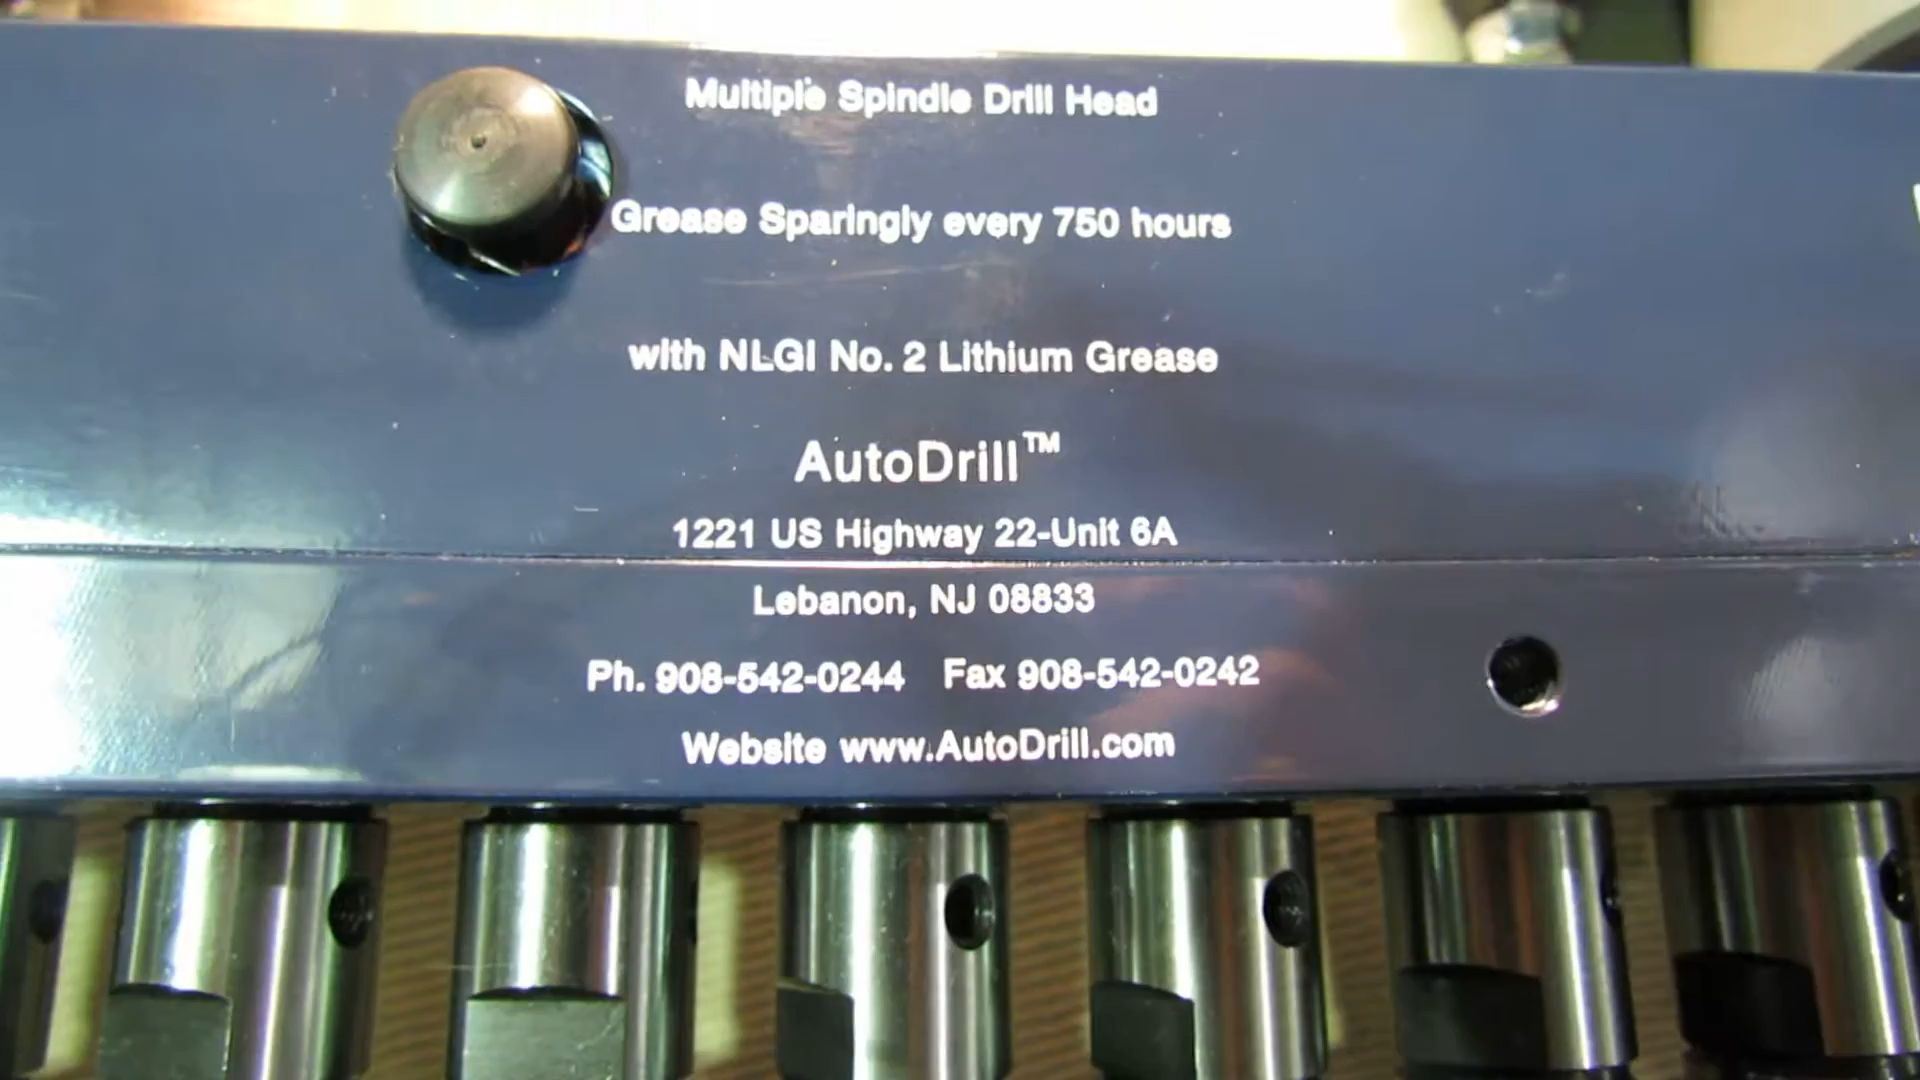 Multiple Spindle Drill Head
Grease Sparingly every 750 hours
with NLGI No. 2 Lithium Grease
AutoDrill™
1221 US Highway 22-Unit 6A
Lebanon, NJ 08833
Ph. 908-542-0244 Fax 908-542-0242
Website www.AutoDrill.com